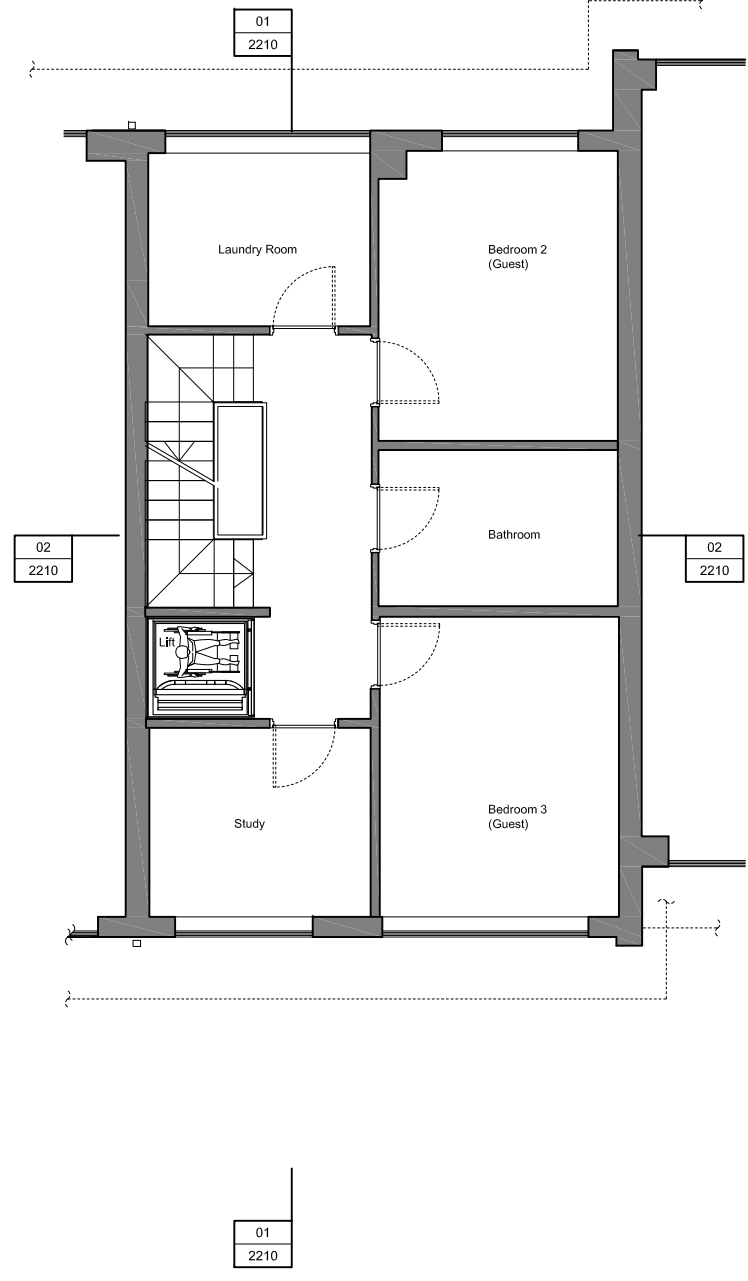 01
2210
Laundry Room
Bedroom 2
(Guest)
Bathroom
02
2210
02
2210
Lift
Study
Bedroom 3
(Guest)
01
2210